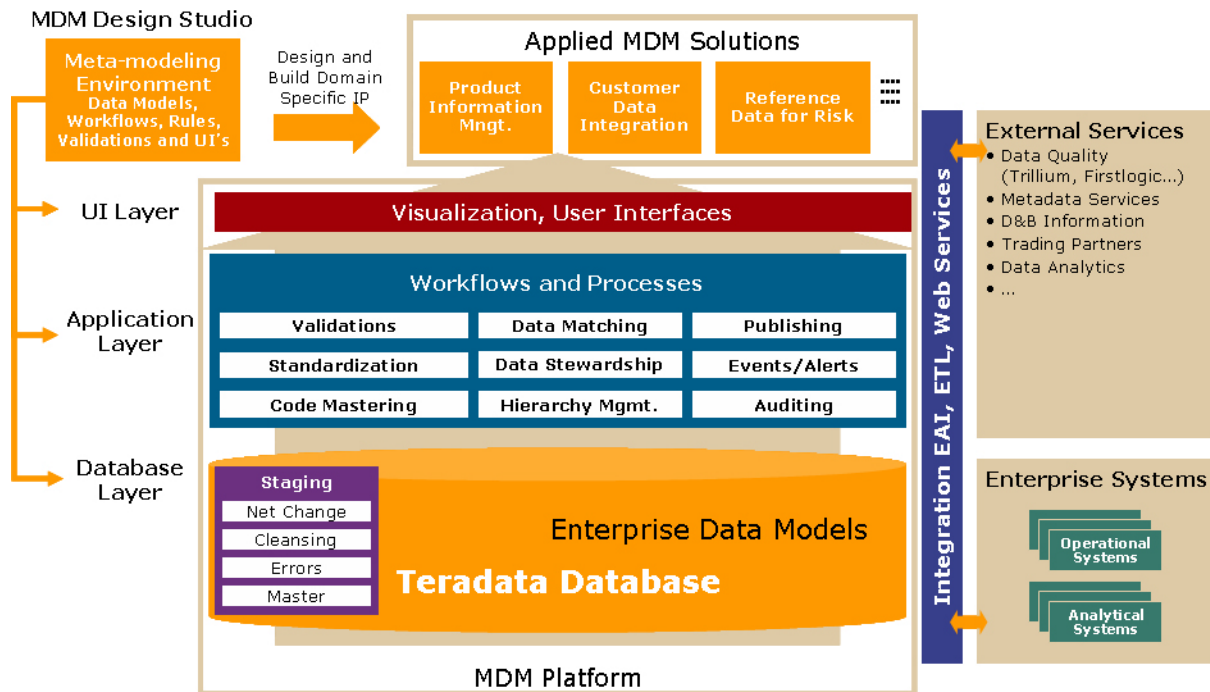 MDM Design Studio
Meta-modeling
Environment
Data Models,
Workflows, Rules,
Validations and UI's
Design and
Build Domain
Specific IP
Applied MDM Solutions
Product
Information
Mngt.
Customer
Data
Integration
Reference
Data for Risk
UI Layer
Application
Layer
Database
Layer
Visualization, User Interfaces
Workflows and Processes
Validations
Data Matching
Publishing
Standardization
Data Stewardship
Events/Alerts
Code Mastering
Hierarchy Mgmt.
Auditing
Staging
Net Change
Cleansing
Errors
Master
Enterprise Data Models
Teradata Database
MDM Platform
Integration EAI, ETL, Web Services
External Services
• Data Quality
(Trillium, Firstlogic...)
• Metadata Services
• D&B Information
• Trading Partners
• Data Analytics
• ...
Enterprise Systems
Operational
Systems
Analytical
Systems